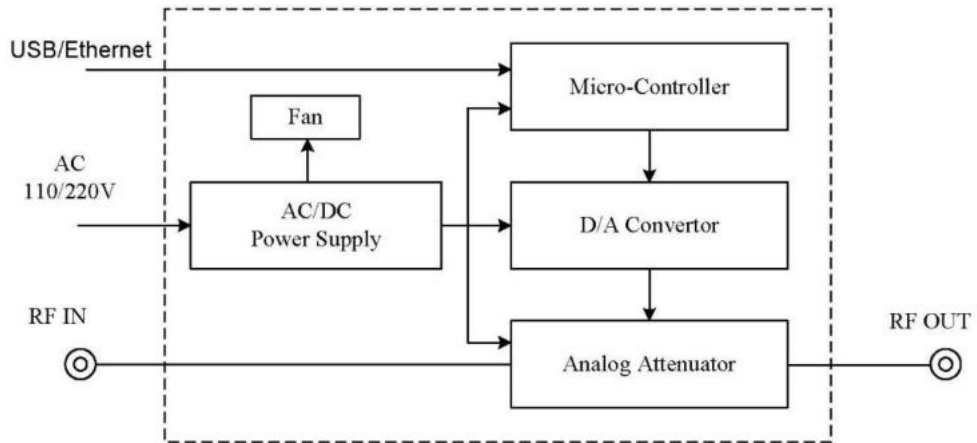 USB/Ethernet
Micro-Controller
Fan
AC
110/220V
AC/DC
Power Supply
D/A Convertor
RF IN
RF OUT
Analog Attenuator